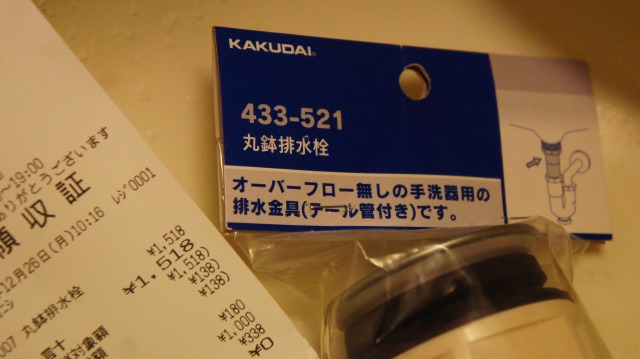 KAKUDAI
433-521
丸鉢排水栓
オーバーフロー無しの手洗器用の
排水金具(テール管付き)です。
~19:00
ありがとうございます
領収証
12月26日(月)10:16 レジ0001
¥1,518
¥1,518
¥1,518)
¥138)
¥138)
007 丸鉢排水栓
¥180
¥1,000
¥338